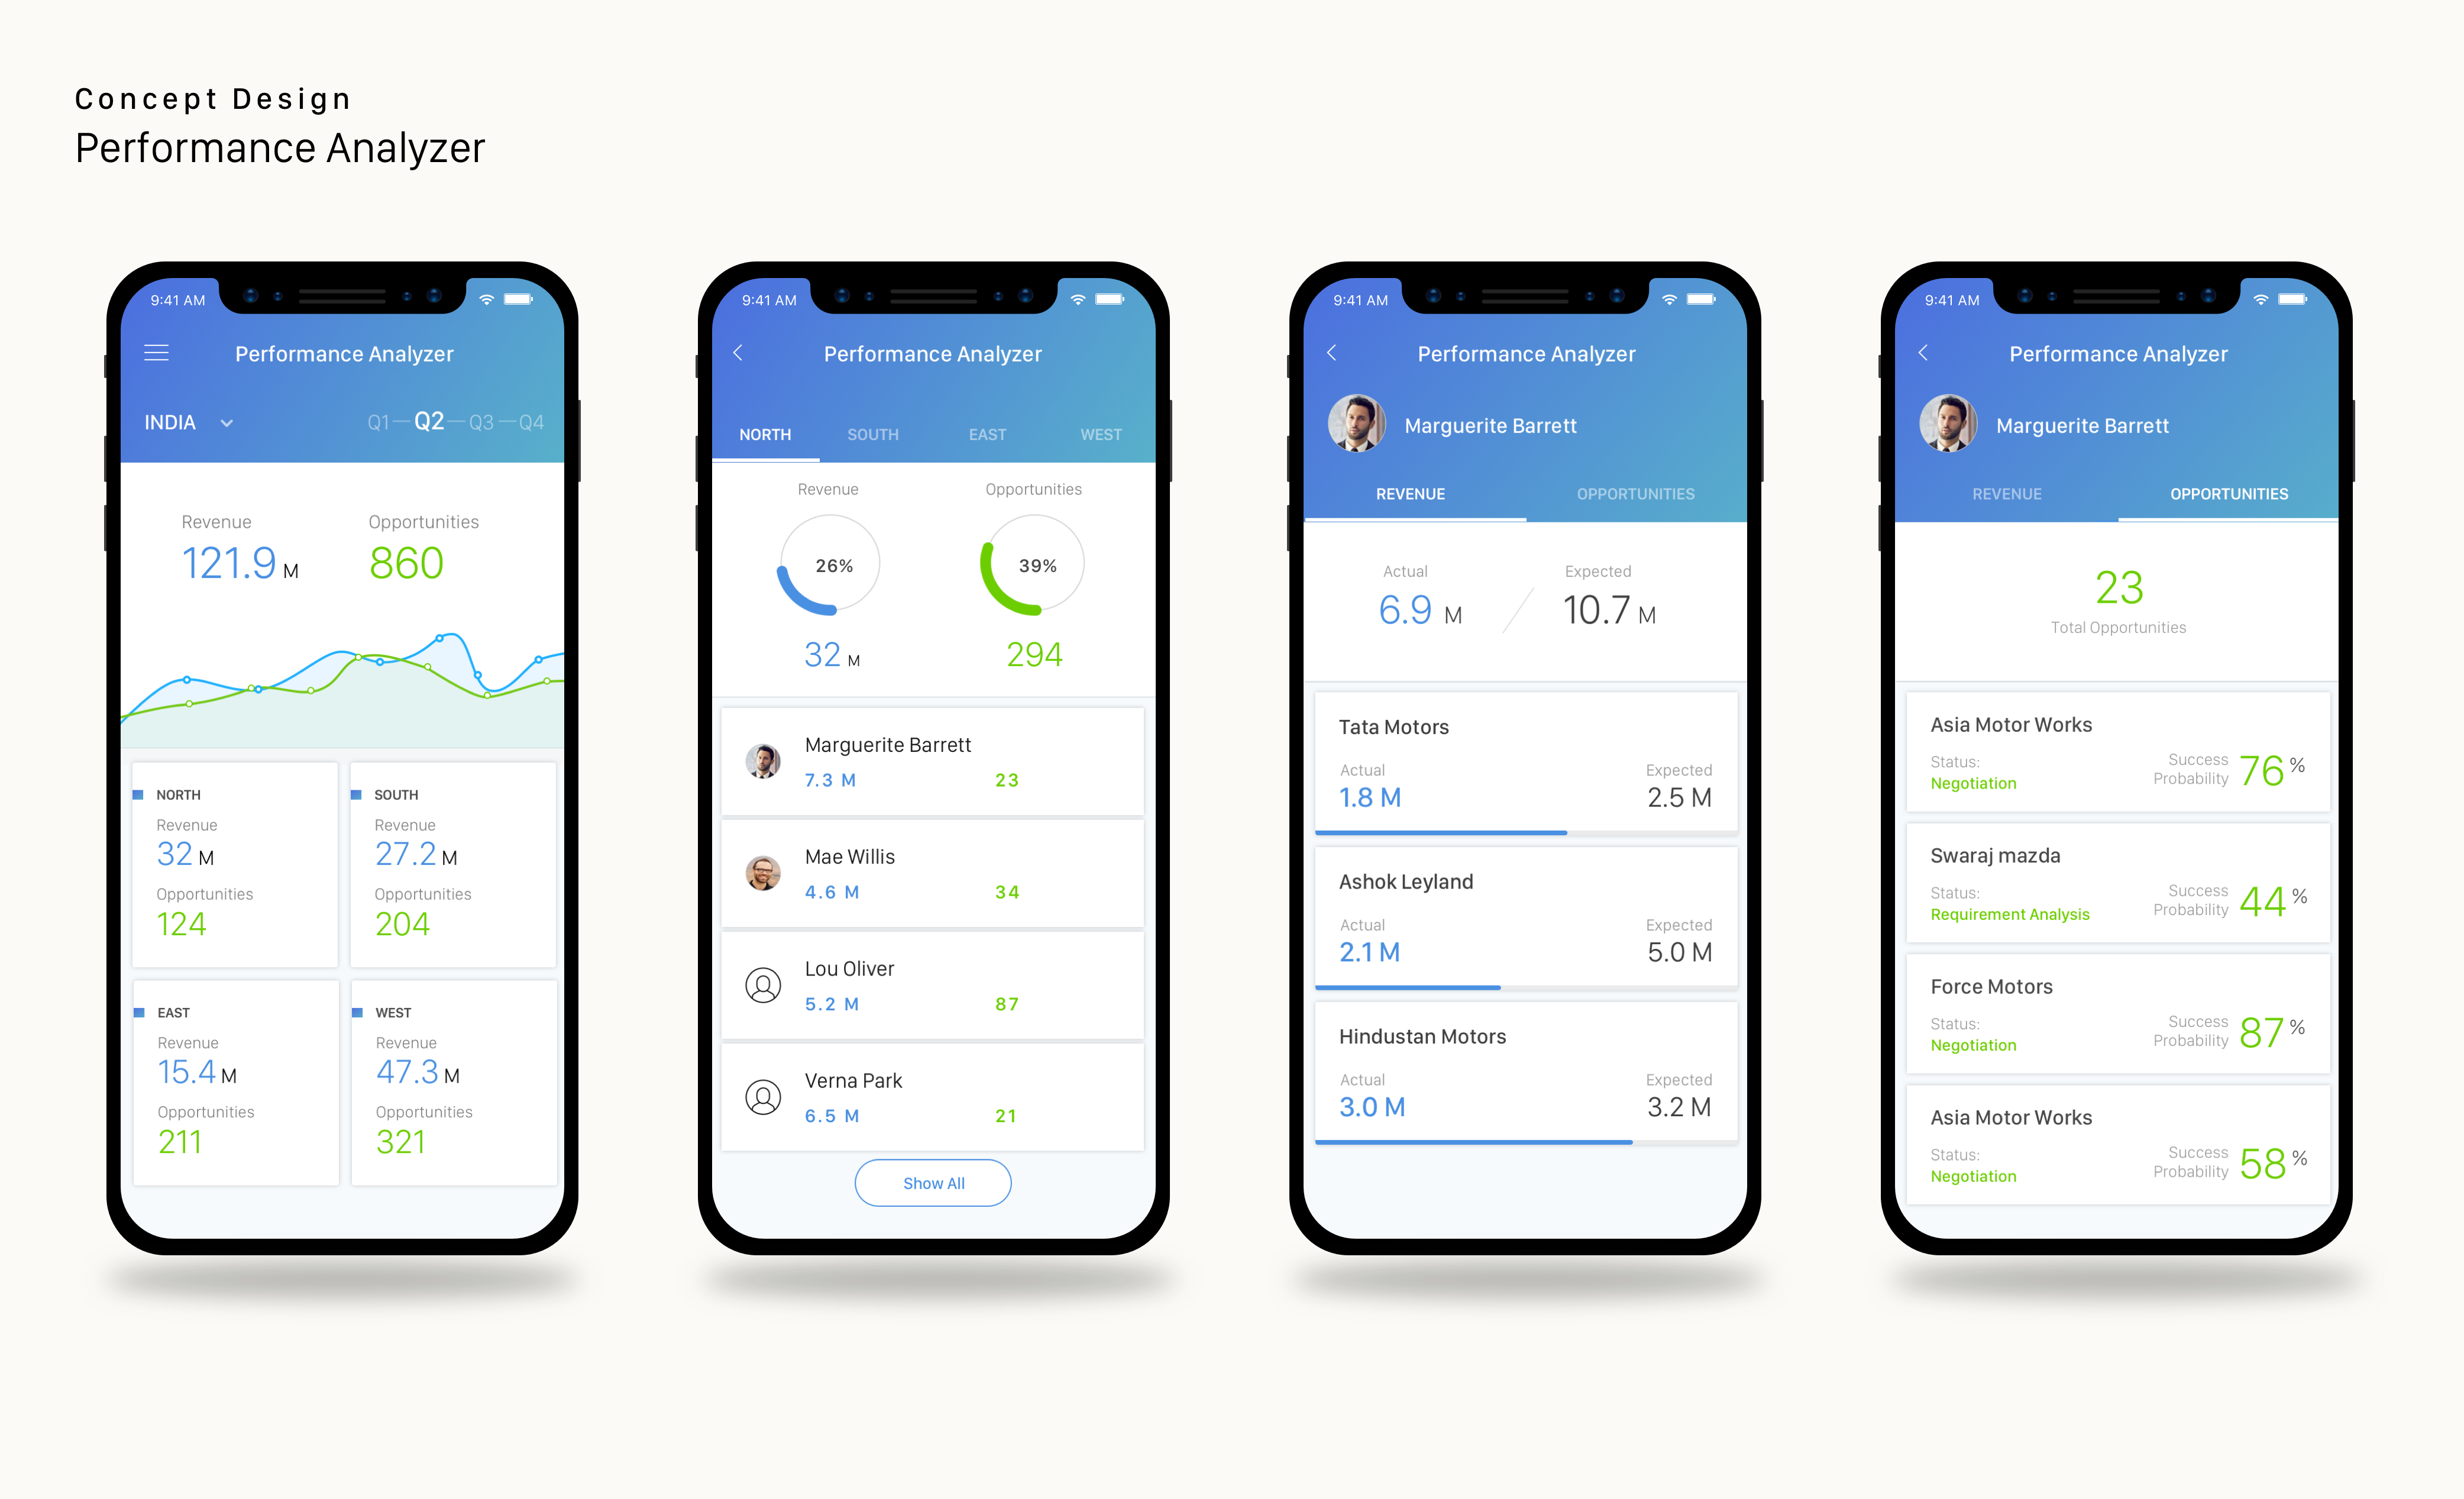 Concept Design
Performance Analyzer
9:41 AM
Performance Analyzer
INDIA
Q1 Q2 Q3 Q4
Revenue Opportunities
121.9 M 860
NORTH
Revenue
32 M
Opportunities
124
SOUTH
Revenue
27.2 M
Opportunities
204
EAST
Revenue
15.4 M
Opportunities
211
WEST
Revenue
47.3 M
Opportunities
321
9:41 AM
Performance Analyzer
NORTH SOUTH EAST WEST
Revenue Opportunities
26% 39%
32 M 294
Marguerite Barrett
7.3 M 23
Mae Willis
4.6 M 34
Lou Oliver
5.2 M 87
Verna Park
6.5 M 21
Show All
9:41 AM
Performance Analyzer
Marguerite Barrett
REVENUE OPPORTUNITIES
Actual Expected
6.9 M 10.7 M
Tata Motors
Actual Expected
1.8 M 2.5 M
Ashok Leyland
Actual Expected
2.1 M 5.0 M
Hindustan Motors
Actual Expected
3.0 M 3.2 M
9:41 AM
Performance Analyzer
Marguerite Barrett
REVENUE OPPORTUNITIES
23
Total Opportunities
Asia Motor Works
Status:
Negotiation
Success
Probability
76 %
Swaraj mazda
Status:
Requirement Analysis
Success
Probability
44 %
Force Motors
Status:
Negotiation
Success
Probability
87 %
Asia Motor Works
Status:
Negotiation
Success
Probability
58 %